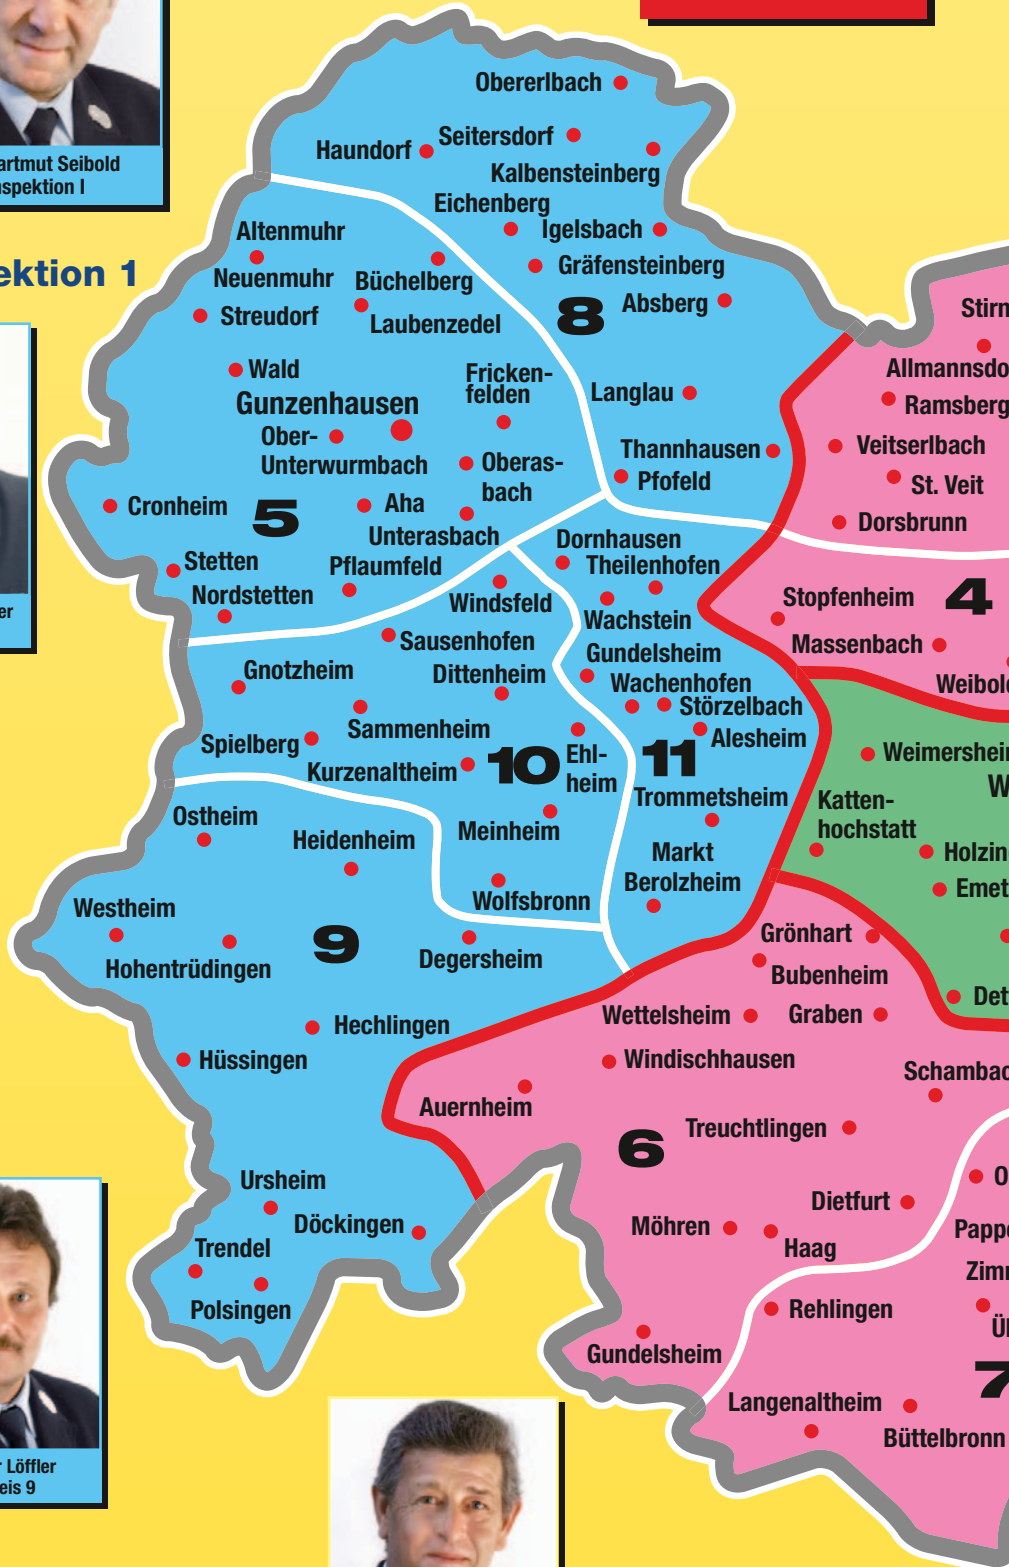 artmut Seibold
spektion I
ektion 1
er
r Löffler
eis 9
Obererlbach
Seitersdorf
Haundorf
Kalbensteinberg
Eichenberg
Igelsbach
Gräfensteinberg
8
Absberg
Langlau
Thannhausen
Pfofeld
Altenmuhr
Neuenmuhr
Büchelberg
Streudorf
Laubenzedel
Wald
Fricken-
felden
Gunzenhausen
Ober-
Unterwurmbach
Oberas-
bach
Cronheim
5
Aha
Unterasbach
Stetten
Pflaumfeld
Nordstetten
Dornhausen
Theilenhofen
Windsfeld
Wachstein
Sausenhofen
Gundelsheim
Gnotzheim
Dittenheim
Wachenhofen
Störzelbach
Sammenheim
Alesheim
Spielberg
Kurzenaltheim
10
Ehl-
heim
11
Trommetsheim
Meinheim
Markt
Berolzheim
Wolfsbronn
Ostheim
Heidenheim
Westheim
9
Hohentrüdingen
Degersheim
Hechlingen
Hüssingen
Ursheim
Döckingen
Trendel
Polsingen
Stirn
Allmannsdo
Ramsberg
Veitserlbach
St. Veit
Dorsbrunn
Stopfenheim
4
Massenbach
Weibol
Weimershei
W
Katten-
hochstatt
Holzin
Emet
Det
Grönhart
Bubenheim
Wettelsheim
Graben
Windischhausen
Schambac
Auernheim
Treuchtlingen
6
Dietfurt
O
Möhren
Haag
Papp
Zim
Rehlingen
Ü
Gundelsheim
7
Langenaltheim
Büttelbronn